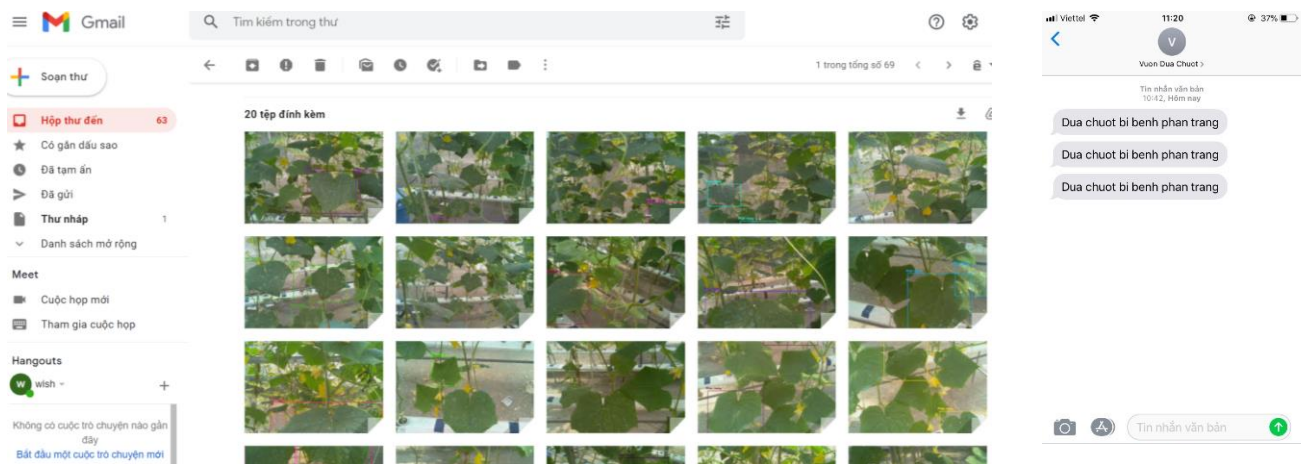 Gmail
Tìm kiếm trong thư
Soạn thư
1 trong tổng số 69
Hộp thư đến 63
Có gắn dấu sao
Đã tạm ẩn
Đã gửi
Thư nháp 1
Danh sách mở rộng
Meet
Cuộc họp mới
Tham gia cuộc họp
Hangouts
W wish
Không có cuộc trò chuyện nào gần
đây
Bắt đầu một cuộc trò chuyện mới
20 tệp đính kèm
Viettel 11:20 37%
V
Vuon Dua Chuot
Tin nhắn văn bản
10:42, Hôm nay
Dua chuot bi benh phan trang
Dua chuot bi benh phan trang
Dua chuot bi benh phan trang
Tin nhắn văn bản